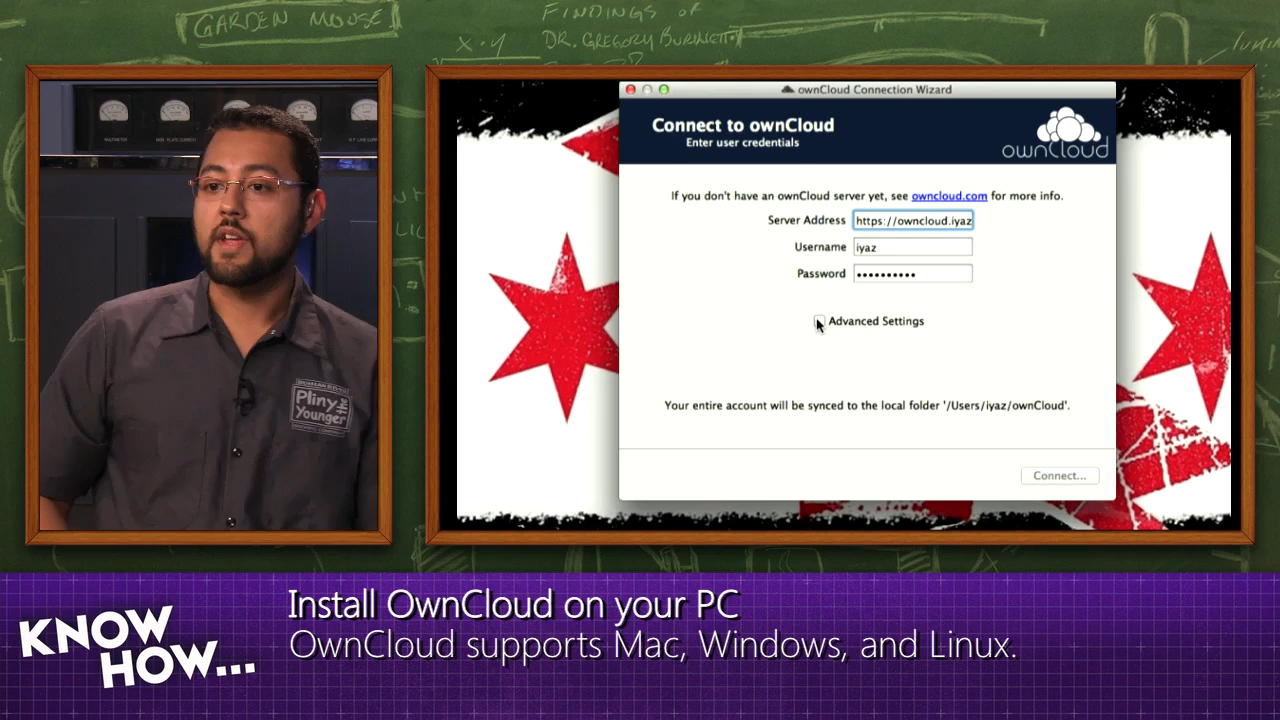 GARDEN MOUSE
FINDINGS OF
DR. GREGORY BURNETT
x·y
ownCloud Connection Wizard
Connect to ownCloud
Enter user credentials
ownCloud
If you don't have an ownCloud server yet, see owncloud.com for more info.
Server Address https://owncloud.iyaz
Username iyaz
Password ••••••••••
Advanced Settings
Your entire account will be synced to the local folder '/Users/iyaz/ownCloud'.
Connect...
Pliny the
Younger
KNOW
HOW...
Install OwnCloud on your PC
OwnCloud supports Mac, Windows, and Linux.